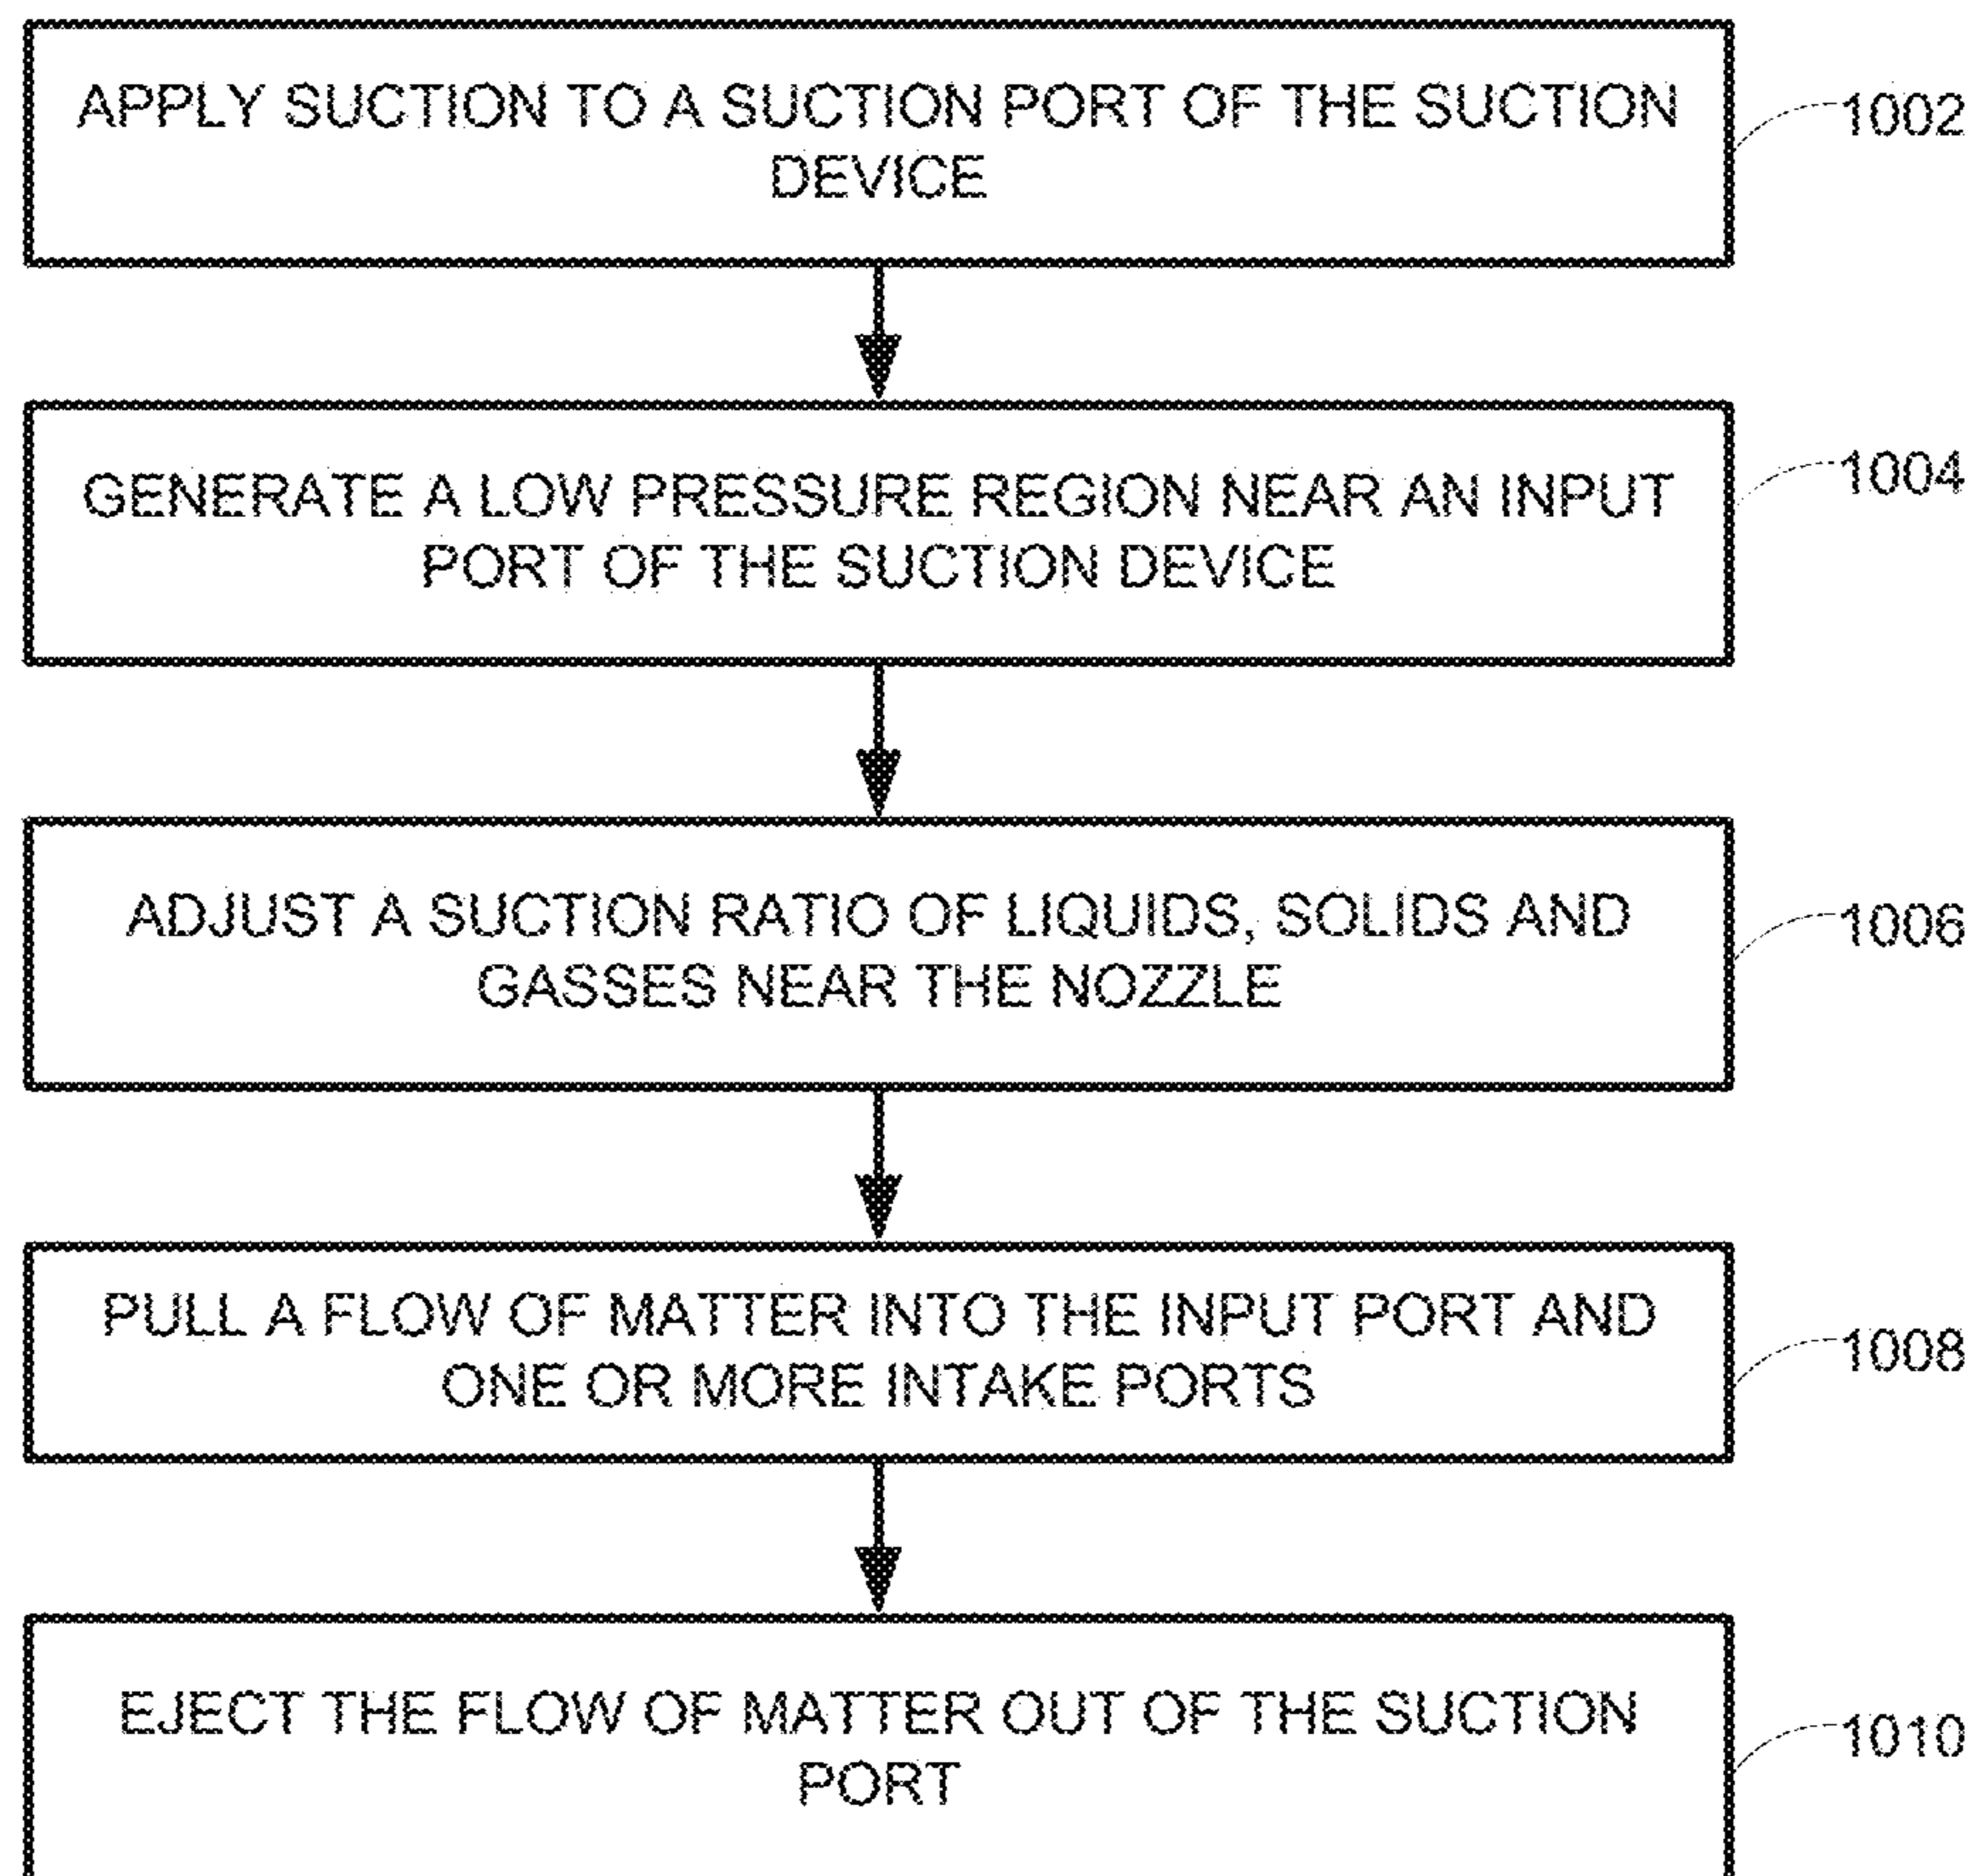 APPLY SUCTION TO A SUCTION PORT OF THE SUCTION
DEVICE
1002
GENERATE A LOW PRESSURE REGION NEAR AN INPUT
PORT OF THE SUCTION DEVICE
1004
ADJUST A SUCTION RATIO OF LIQUIDS, SOLIDS AND
GASSES NEAR THE NOZZLE
1006
PULL A FLOW OF MATTER INTO THE INPUT PORT AND
ONE OR MORE INTAKE PORTS
1008
EJECT THE FLOW OF MATTER OUT OF THE SUCTION
PORT
1010